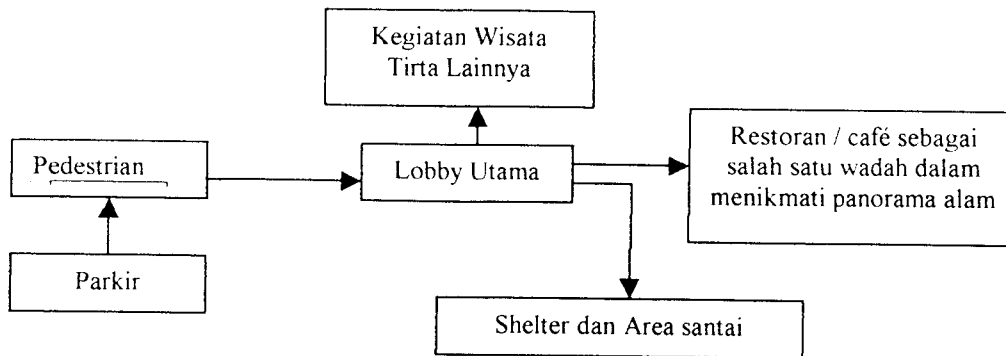 Kegiatan Wisata
Tirta Lainnya
Pedestrian
Lobby Utama
Restoran / café sebagai
salah satu wadah dalam
menikmati panorama alam
Parkir
Shelter dan Area santai